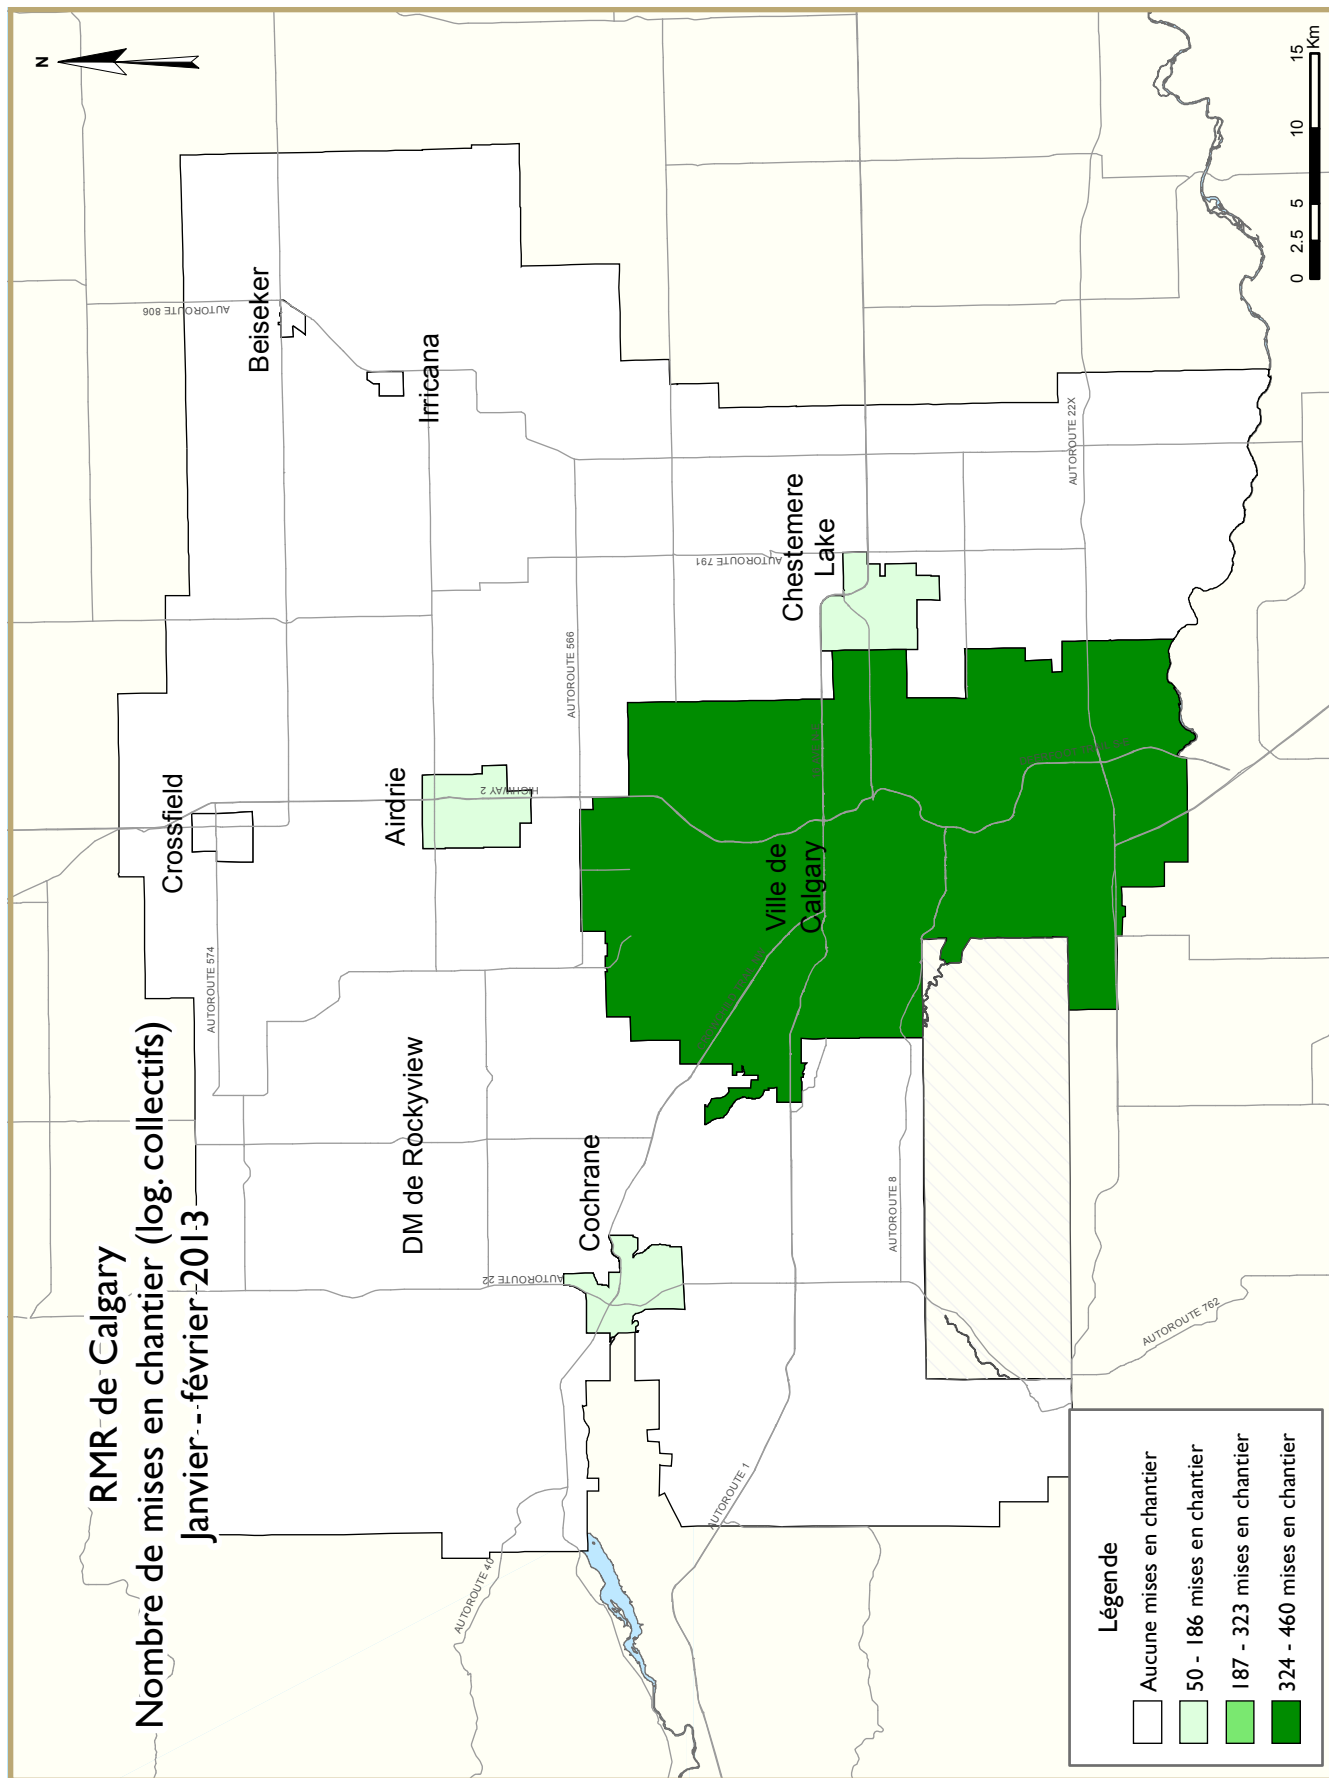 RMR de Calgary
Nombre de mises en chantier (log. collectifs)
Janvier - février 2013
N
Crossfield
Beiseker
Irricana
Airdrie
DM de Rockyview
Cochrane
Chestemere
Lake
Ville de
Calgary
AUTOROUTE 574
AUTOROUTE 806
AUTOROUTE 566
HIGHWAY 2
AUTOROUTE 22
AUTOROUTE 791
AUTOROUTE 22X
AUTOROUTE 40
AUTOROUTE 1
AUTOROUTE 8
AUTOROUTE 762
Légende
Aucune mises en chantier
50 - 186 mises en chantier
187 - 323 mises en chantier
324 - 460 mises en chantier
0 2.5 5 10 15
Km